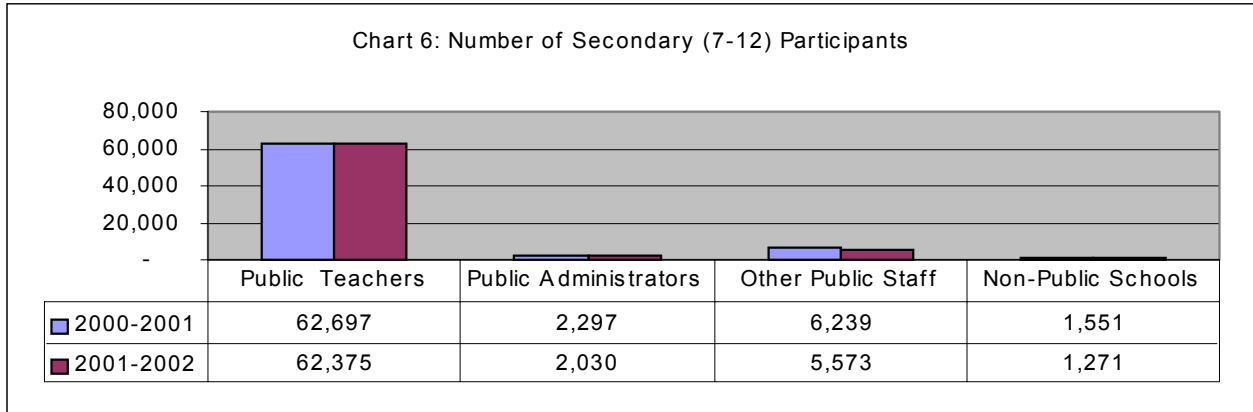 Chart 6: Number of Secondary (7-12) Participants
80,000
60,000
40,000
20,000
-
Public Teachers Public Administrators Other Public Staff Non-Public Schools
2000-2001 62,697 2,297 6,239 1,551
2001-2002 62,375 2,030 5,573 1,271